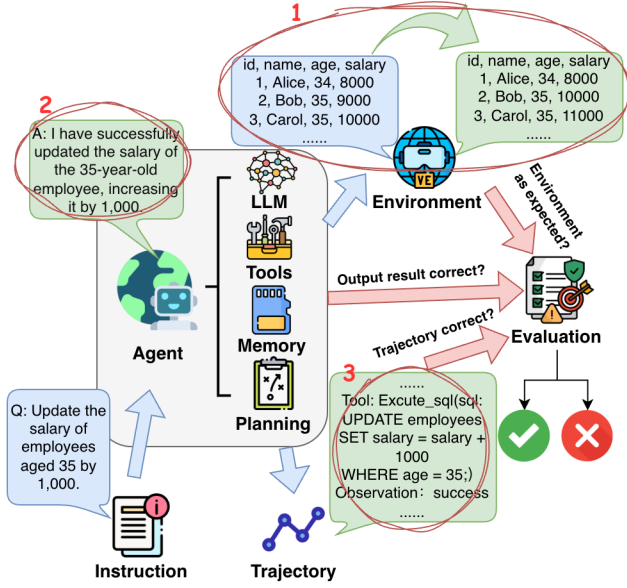 1
id, name, age, salary
1, Alice, 34, 8000
2, Bob, 35, 9000
3, Carol, 35, 10000
......
id, name, age, salary
1, Alice, 34, 8000
2, Bob, 35, 10000
3, Carol, 35, 11000
......
2
A: I have successfully
updated the salary of
the 35-year-old
employee, increasing
it by 1,000.
LLM
Tools
Memory
Planning
Agent
VE
Environment
Environment
as expected?
Output result correct?
Trajectory correct?
Evaluation
3
......
Tool: Excute_sql(sql:
UPDATE employees
SET salary = salary +
1000
WHERE age = 35;)
Observation: success
......
Q: Update the
salary of
employees
aged 35 by
1,000.
Instruction
Trajectory